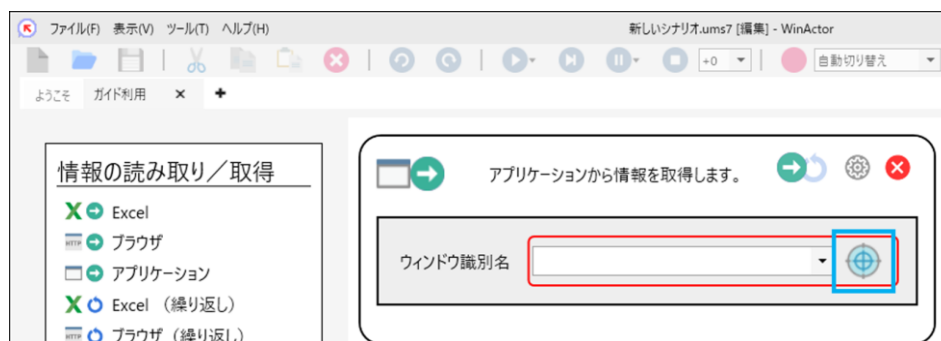 ファイル(F) 表示(V) ツール(T) ヘルプ(H) 新しいシナリオ.ums7 [編集] - WinActor
+0 自動切り替え
ようこそ ガイド利用 × +
情報の読み取り／取得
アプリケーションから情報を取得します。
Excel
HTTP ブラウザ
アプリケーション
ウィンドウ識別名
Excel (繰り返し)
HTTP ブラウザ (繰り返し)